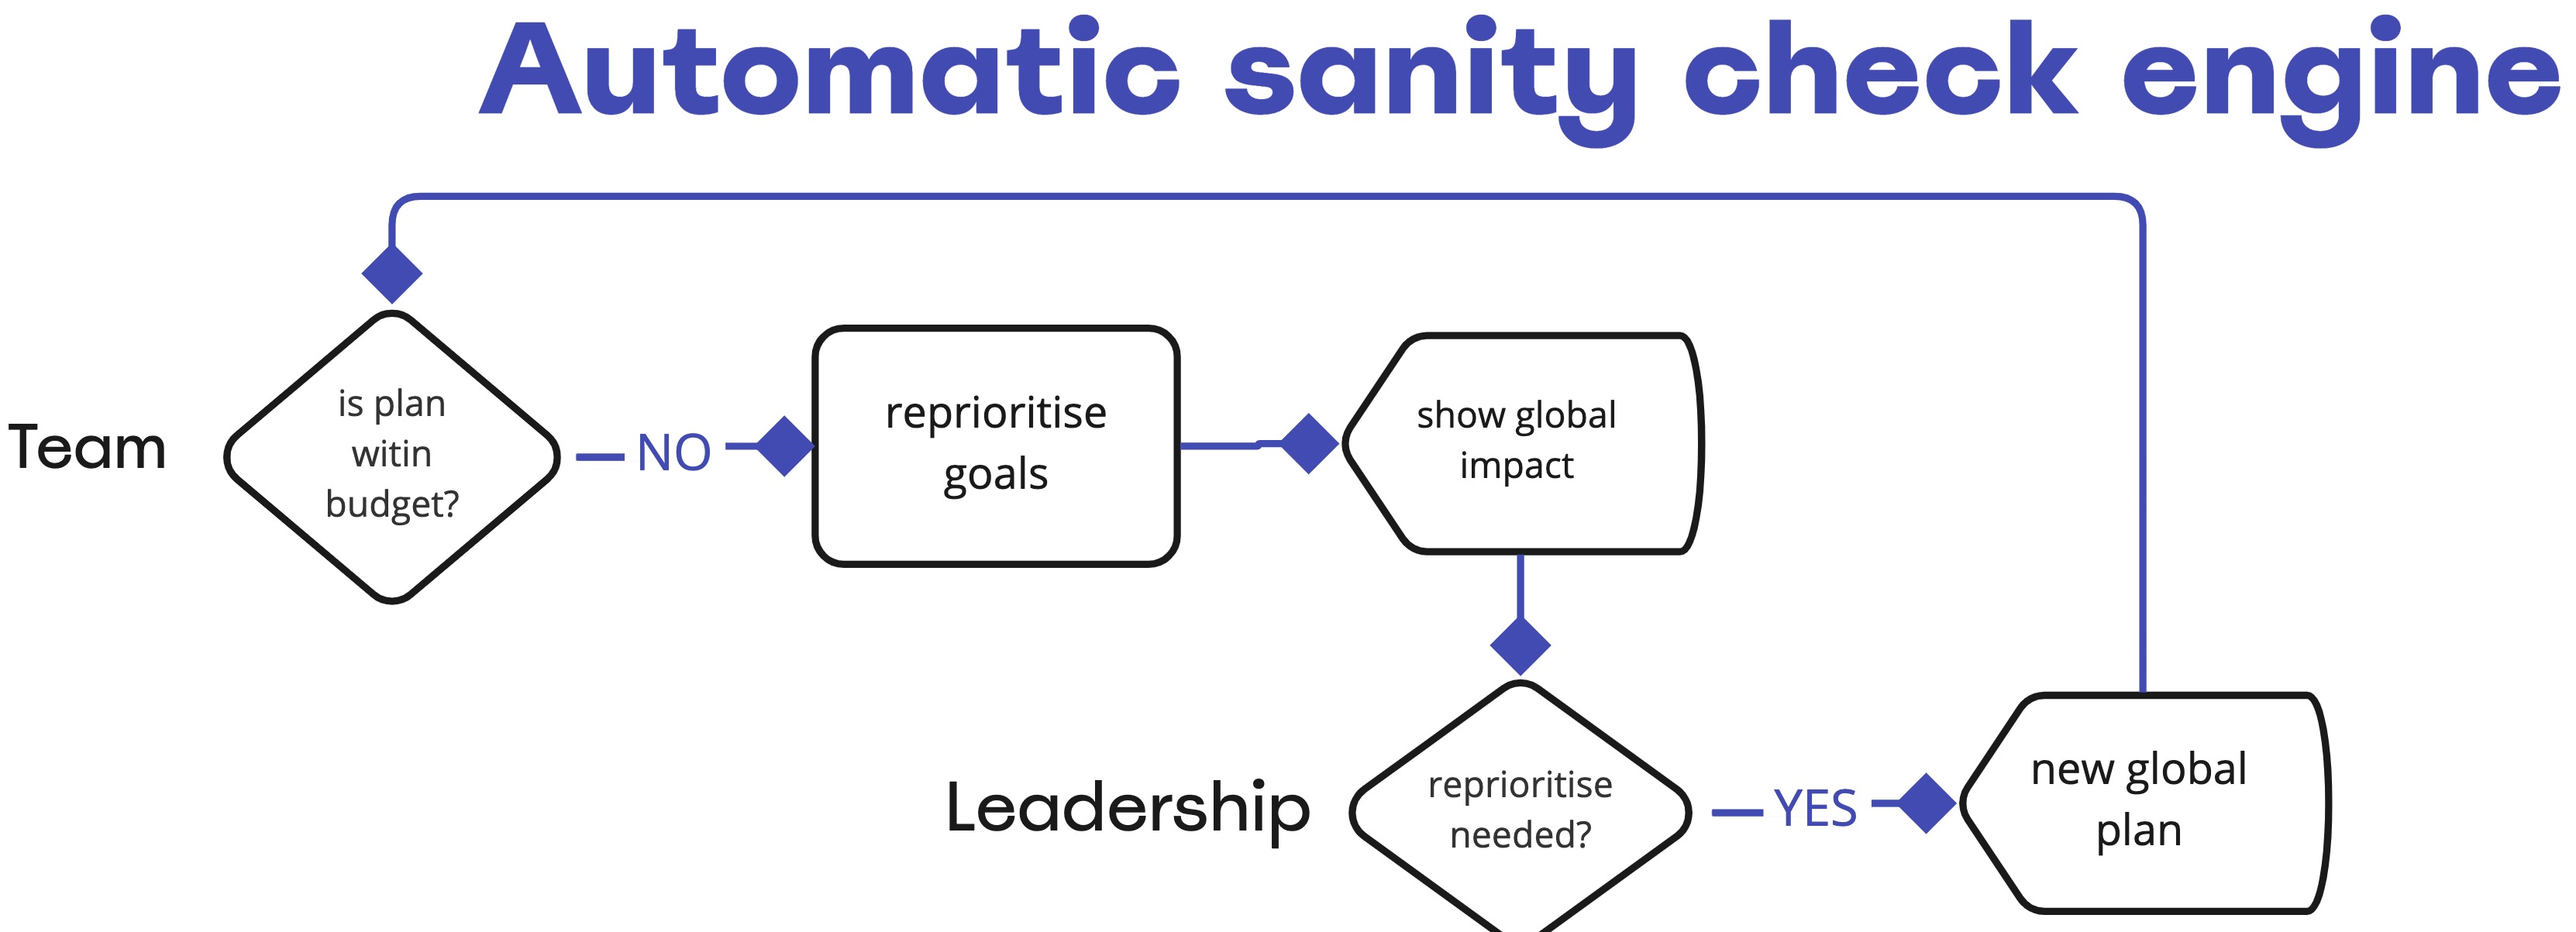 Automatic sanity check engine
Team
is plan
witin
budget?
NO
reprioritise
goals
show global
impact
Leadership
reprioritise
needed?
YES
new global
plan